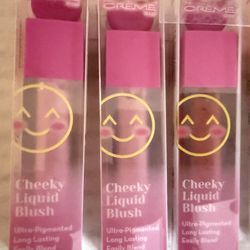 CRÈME
Cheeky
Liquid
Blush
Ultra-Pigmented
Long Lasting
Easily Blend
Cheeky
Liquid
Blush
Ultra-Pigmented
Long Lasting
Easily Blend
Cheeky
Liquid
Blush
Ultra-Pigmented
Long Lasting
Easily Blend